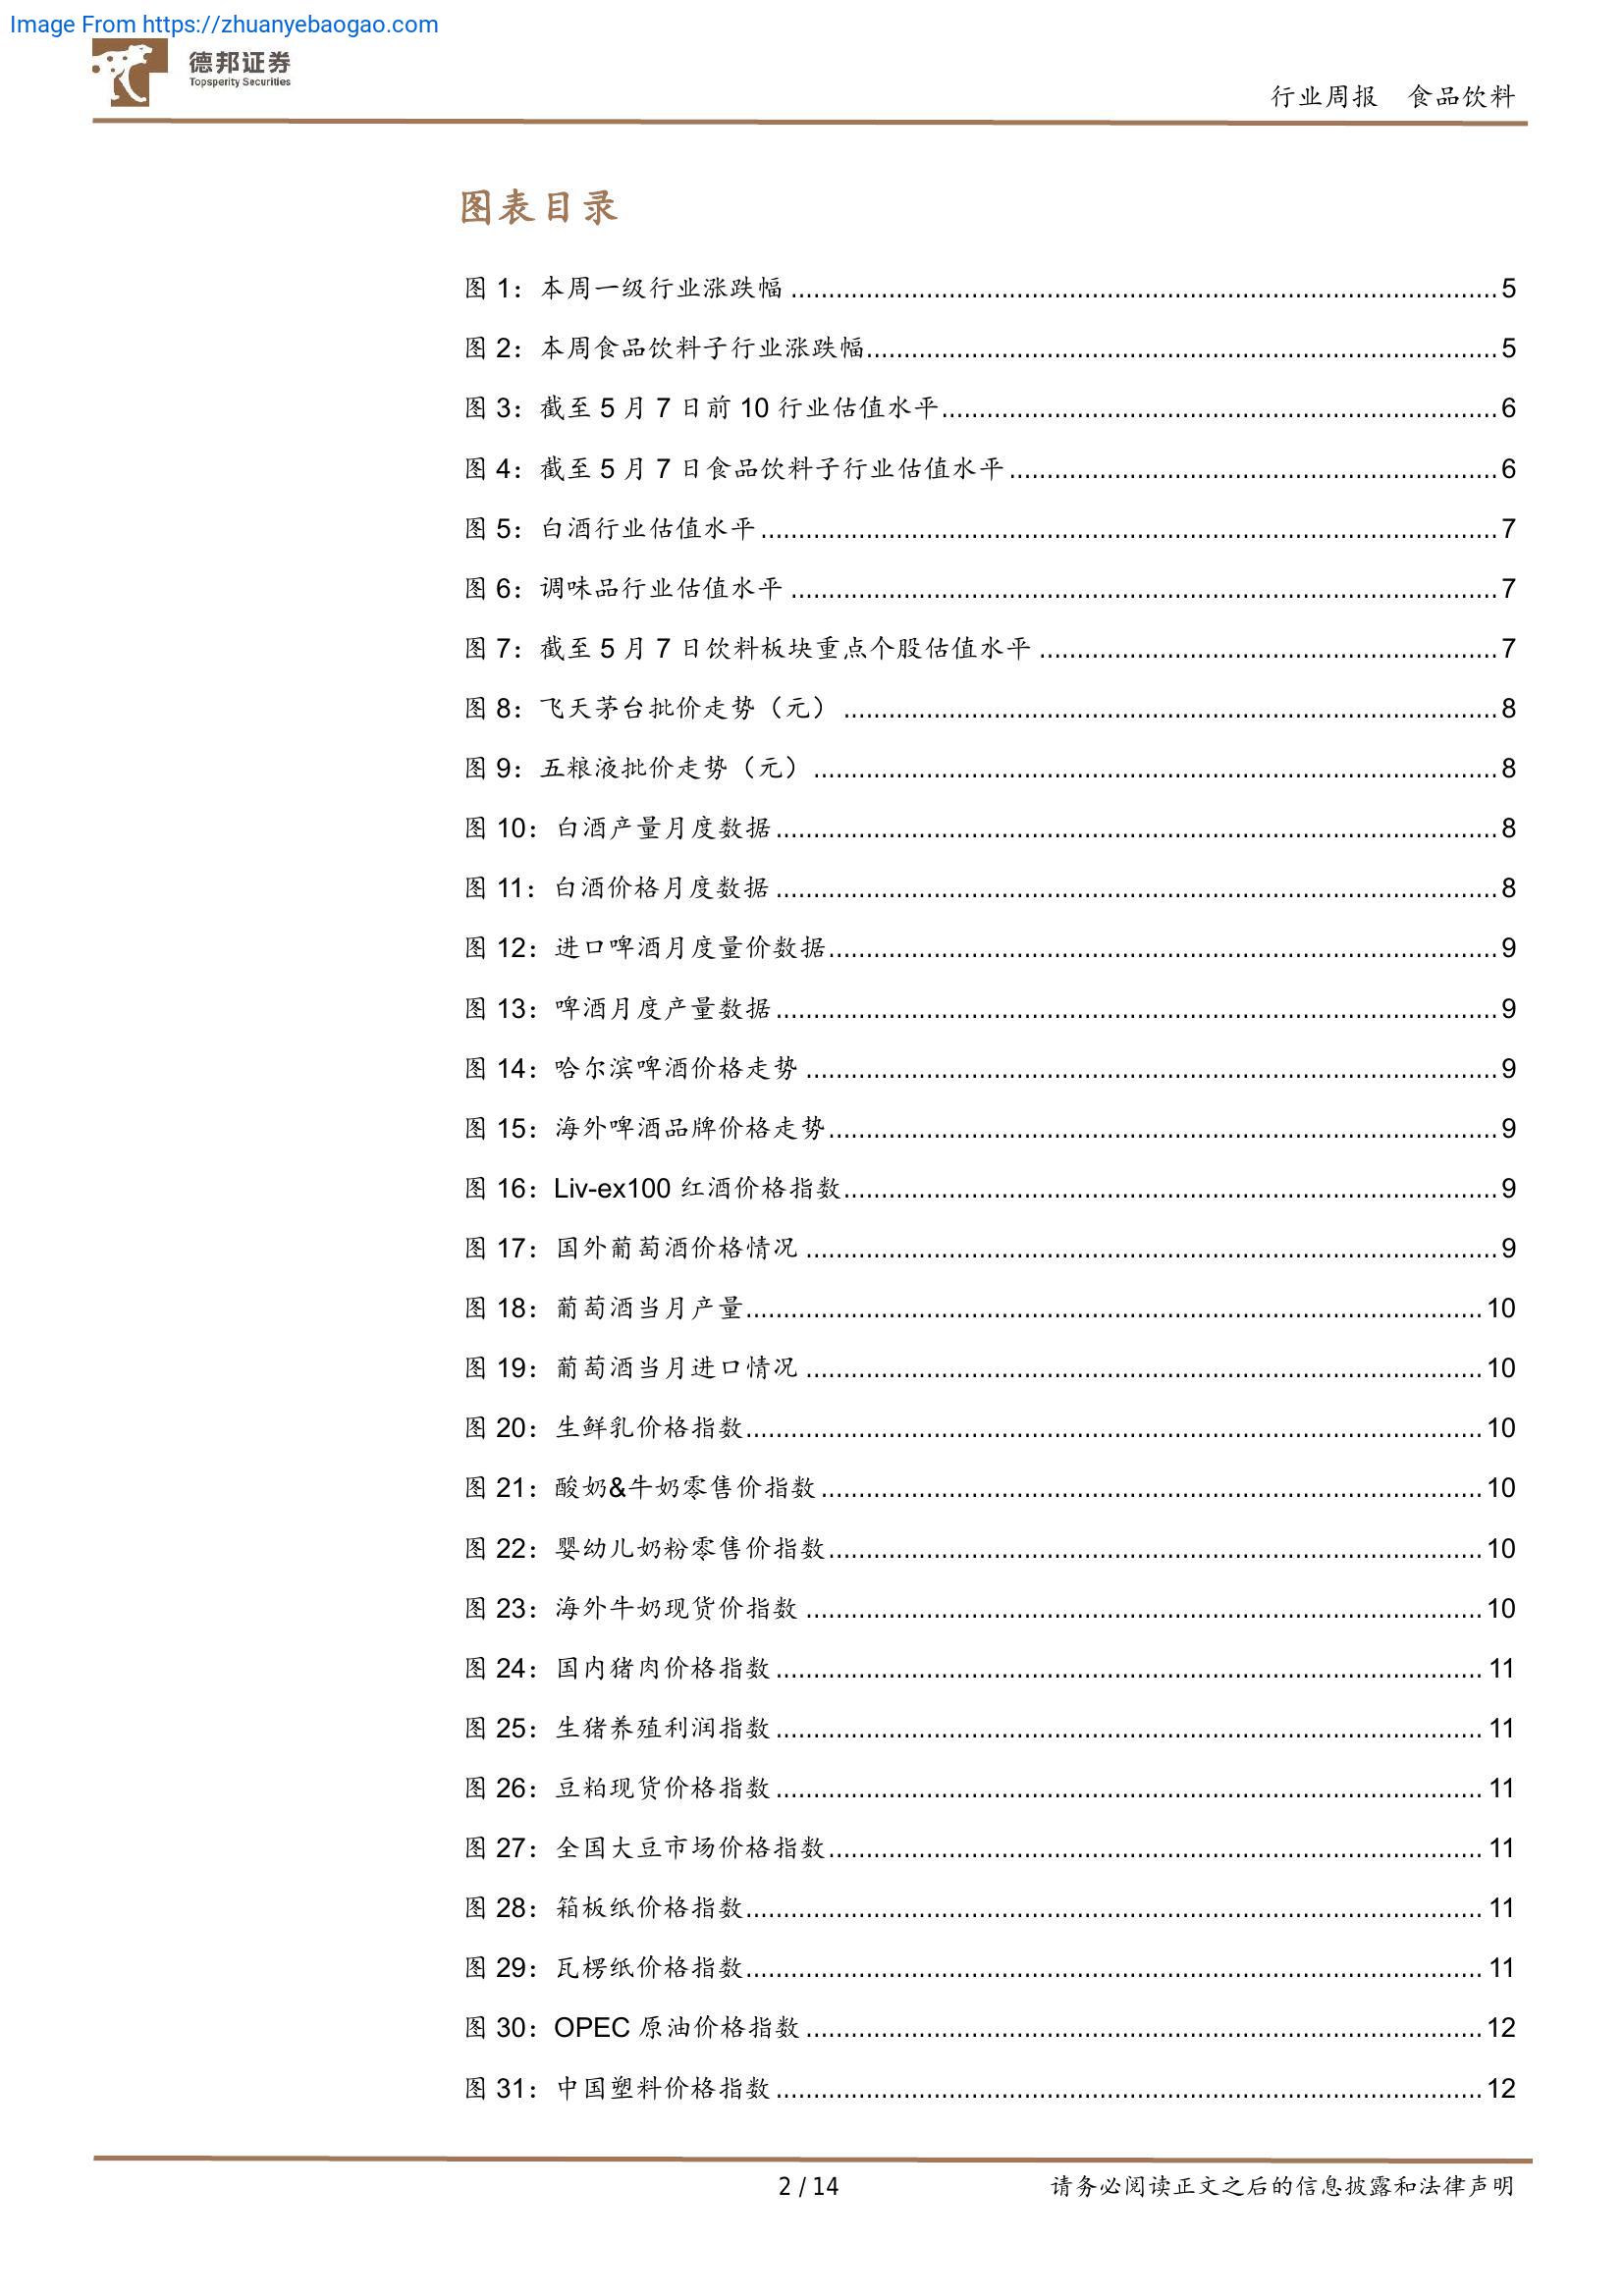 Image From https://zhuanyebaogao.com
德邦证券
Topsperity Securities
行业周报 食品饮料
图表目录
图 1：本周一级行业涨跌幅 ........ 5
图 2：本周食品饮料子行业涨跌幅 ........ 5
图 3：截至 5 月 7 日前 10 行业估值水平 ........ 6
图 4：截至 5 月 7 日食品饮料子行业估值水平 ........ 6
图 5：白酒行业估值水平 ........ 7
图 6：调味品行业估值水平 ........ 7
图 7：截至 5 月 7 日饮料板块重点个股估值水平 ........ 7
图 8：飞天茅台批价走势（元） ........ 8
图 9：五粮液批价走势（元） ........ 8
图 10：白酒产量月度数据 ........ 8
图 11：白酒价格月度数据 ........ 8
图 12：进口啤酒月度量价数据 ........ 9
图 13：啤酒月度产量数据 ........ 9
图 14：哈尔滨啤酒价格走势 ........ 9
图 15：海外啤酒品牌价格走势 ........ 9
图 16：Liv-ex100 红酒价格指数 ........ 9
图 17：国外葡萄酒价格情况 ........ 9
图 18：葡萄酒当月产量 ........ 10
图 19：葡萄酒当月进口情况 ........ 10
图 20：生鲜乳价格指数 ........ 10
图 21：酸奶&牛奶零售价指数 ........ 10
图 22：婴幼儿奶粉零售价指数 ........ 10
图 23：海外牛奶现货价指数 ........ 10
图 24：国内猪肉价格指数 ........ 11
图 25：生猪养殖利润指数 ........ 11
图 26：豆粕现货价格指数 ........ 11
图 27：全国大豆市场价格指数 ........ 11
图 28：箱板纸价格指数 ........ 11
图 29：瓦楞纸价格指数 ........ 11
图 30：OPEC 原油价格指数 ........ 12
图 31：中国塑料价格指数 ........ 12
2 / 14
请务必阅读正文之后的信息披露和法律声明